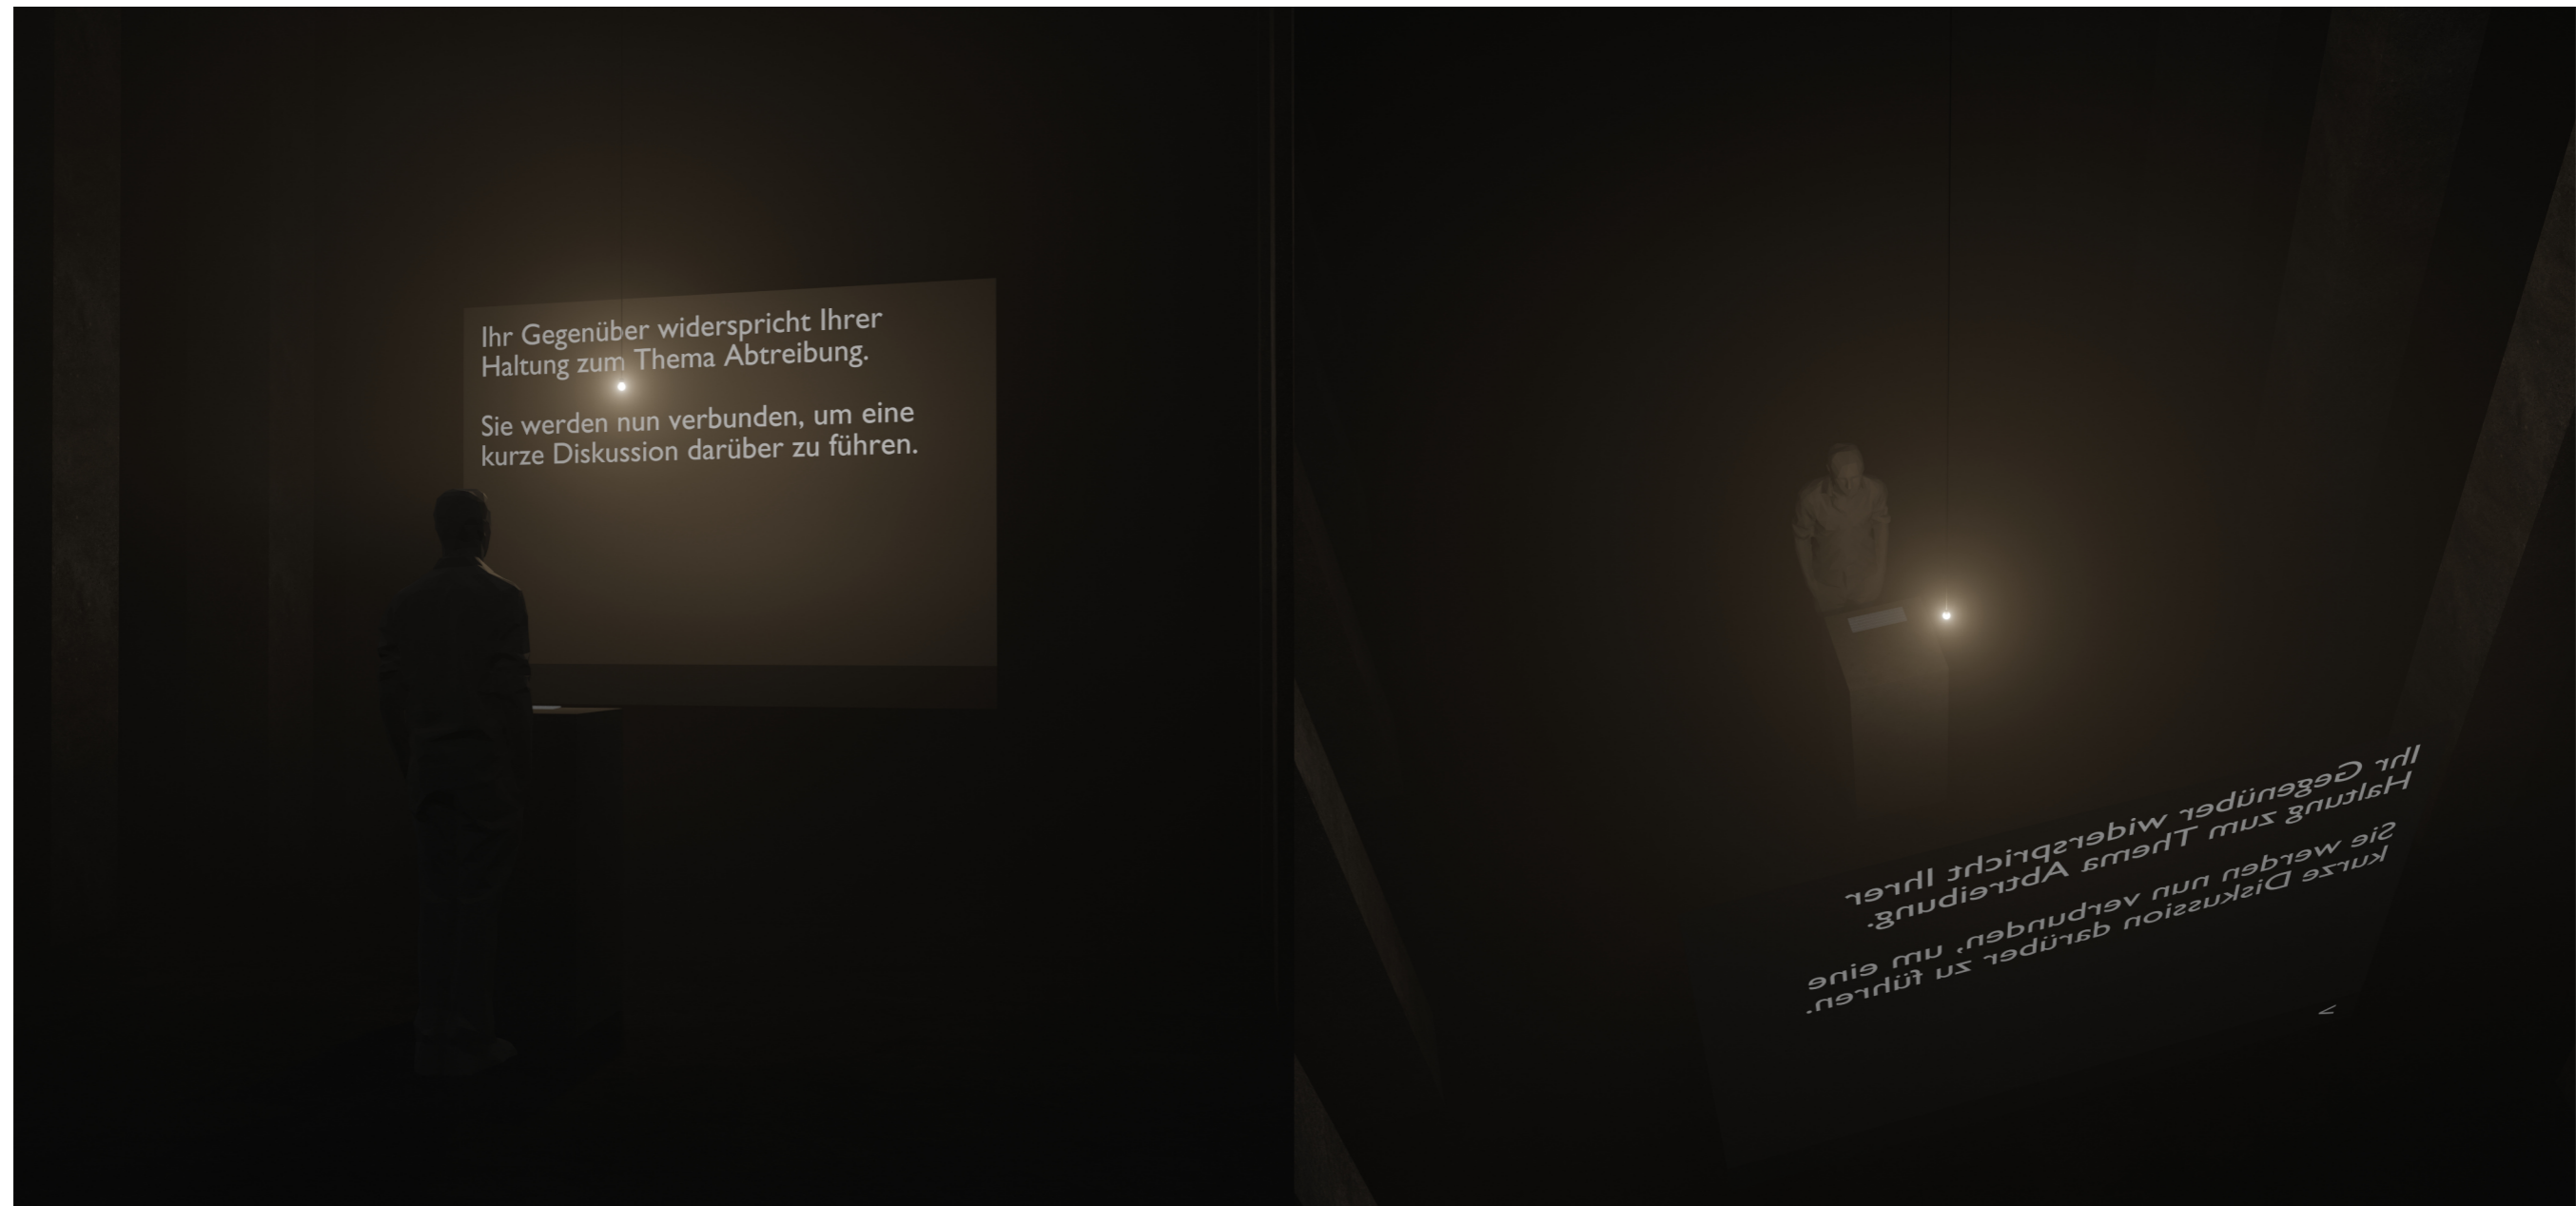 Ihr Gegenüber widerspricht Ihrer
Haltung zum Thema Abtreibung.
Sie werden nun verbunden, um eine
kurze Diskussion darüber zu führen.
Ihr Gegenüber widerspricht Ihrer
Haltung zum Thema Abtreibung.
Sie werden nun verbunden, um eine
kurze Diskussion darüber zu führen.
>